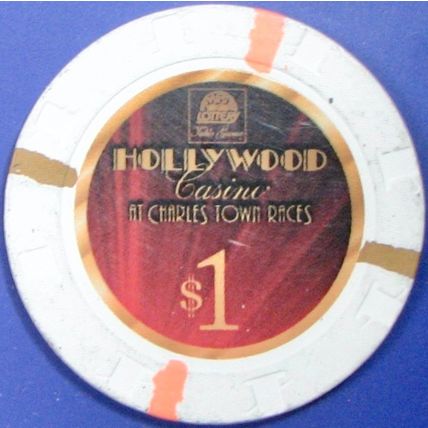 LOTTERY
Table Games
HOLLYWOOD
Casino
AT CHARLES TOWN RACES
$1